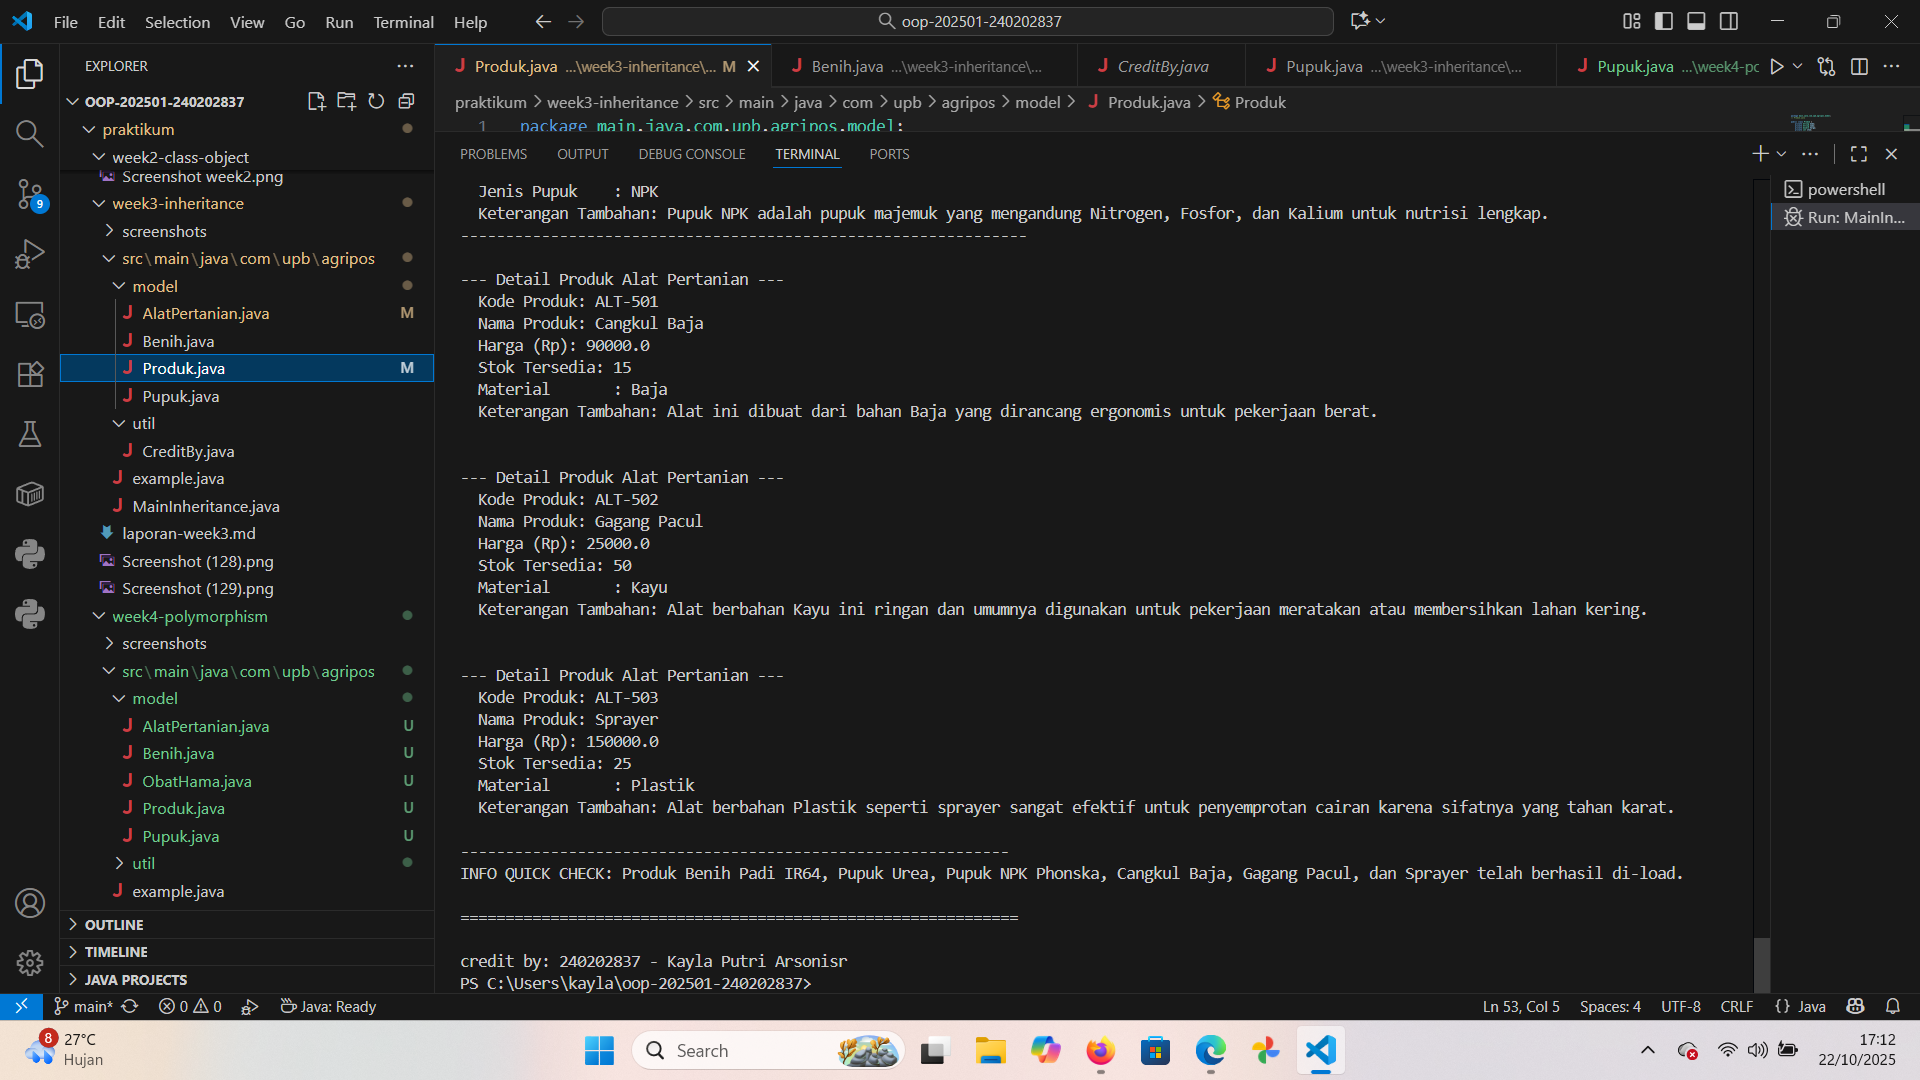 File Edit Selection View Go Run Terminal Help
oop-202501-240202837
EXPLORER
OOP-202501-240202837
praktikum
week2-class-object
Screenshot week2.png
week3-inheritance
screenshots
src\main\java\com\upb\agripos
model
AlatPertanian.java M
Benih.java
Produk.java M
Pupuk.java
util
CreditBy.java
example.java
MainInheritance.java
laporan-week3.md
Screenshot (128).png
Screenshot (129).png
week4-polymorphism
screenshots
src\main\java\com\upb\agripos
model
AlatPertanian.java U
Benih.java U
ObatHama.java U
Produk.java U
Pupuk.java U
util
example.java
OUTLINE
TIMELINE
JAVA PROJECTS
9
Produk.java ...\week3-inheritance\... M
Benih.java ...\week3-inheritance\...
CreditBy.java
Pupuk.java ...\week3-inheritance\...
Pupuk.java ...\week4-pc
praktikum > week3-inheritance > src > main > java > com > upb > agripos > model > Produk.java > Produk
1 package main.java.com.upb.agripos.model;
PROBLEMS OUTPUT DEBUG CONSOLE TERMINAL PORTS
powershell
Run: MainIn...
Jenis Pupuk : NPK
Keterangan Tambahan: Pupuk NPK adalah pupuk majemuk yang mengandung Nitrogen, Fosfor, dan Kalium untuk nutrisi lengkap.
---------------------------------------------------------------
--- Detail Produk Alat Pertanian ---
Kode Produk: ALT-501
Nama Produk: Cangkul Baja
Harga (Rp): 90000.0
Stok Tersedia: 15
Material : Baja
Keterangan Tambahan: Alat ini dibuat dari bahan Baja yang dirancang ergonomis untuk pekerjaan berat.
--- Detail Produk Alat Pertanian ---
Kode Produk: ALT-502
Nama Produk: Gagang Pacul
Harga (Rp): 25000.0
Stok Tersedia: 50
Material : Kayu
Keterangan Tambahan: Alat berbahan Kayu ini ringan dan umumnya digunakan untuk pekerjaan meratakan atau membersihkan lahan kering.
--- Detail Produk Alat Pertanian ---
Kode Produk: ALT-503
Nama Produk: Sprayer
Harga (Rp): 150000.0
Stok Tersedia: 25
Material : Plastik
Keterangan Tambahan: Alat berbahan Plastik seperti sprayer sangat efektif untuk penyemprotan cairan karena sifatnya yang tahan karat.
-------------------------------------------------------------
INFO QUICK CHECK: Produk Benih Padi IR64, Pupuk Urea, Pupuk NPK Phonska, Cangkul Baja, Gagang Pacul, dan Sprayer telah berhasil di-load.
==============================================================
credit by: 240202837 - Kayla Putri Arsonisr
PS C:\Users\kayla\oop-202501-240202837>
main* 0 0 Java: Ready
Ln 53, Col 5 Spaces: 4 UTF-8 CRLF {} Java
8
27°C
Hujan
Search
17:12
22/10/2025